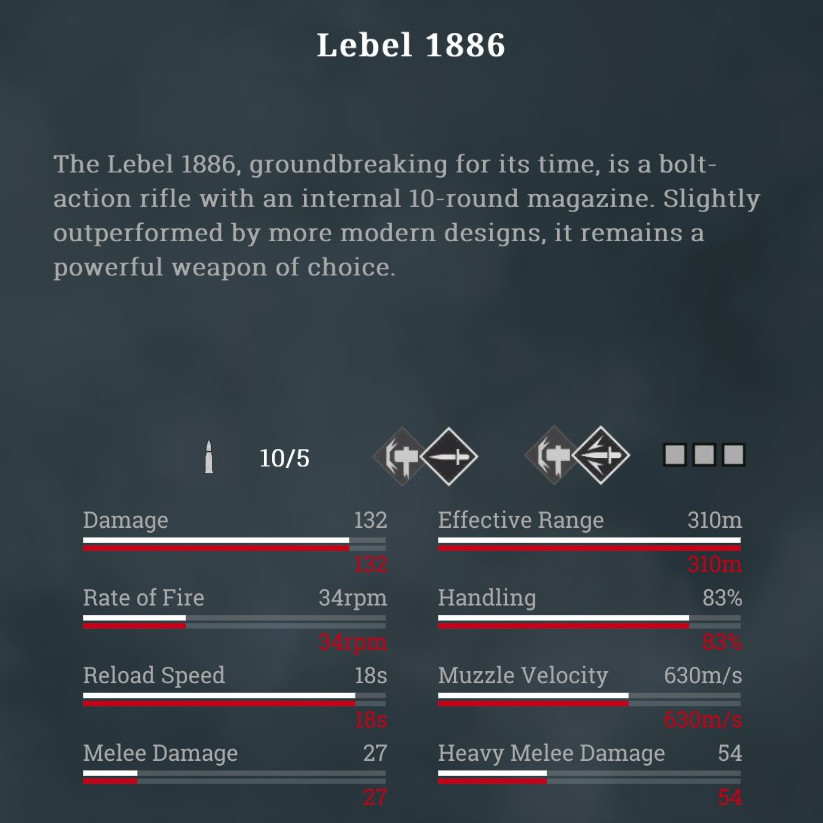 Lebel 1886
The Lebel 1886, groundbreaking for its time, is a bolt-
action rifle with an internal 10-round magazine. Slightly
outperformed by more modern designs, it remains a
powerful weapon of choice.
10/5
Damage 132
132
Effective Range 310m
310m
Rate of Fire 34rpm
34rpm
Handling 83%
83%
Reload Speed 18s
18s
Muzzle Velocity 630m/s
630m/s
Melee Damage 27
27
Heavy Melee Damage 54
54